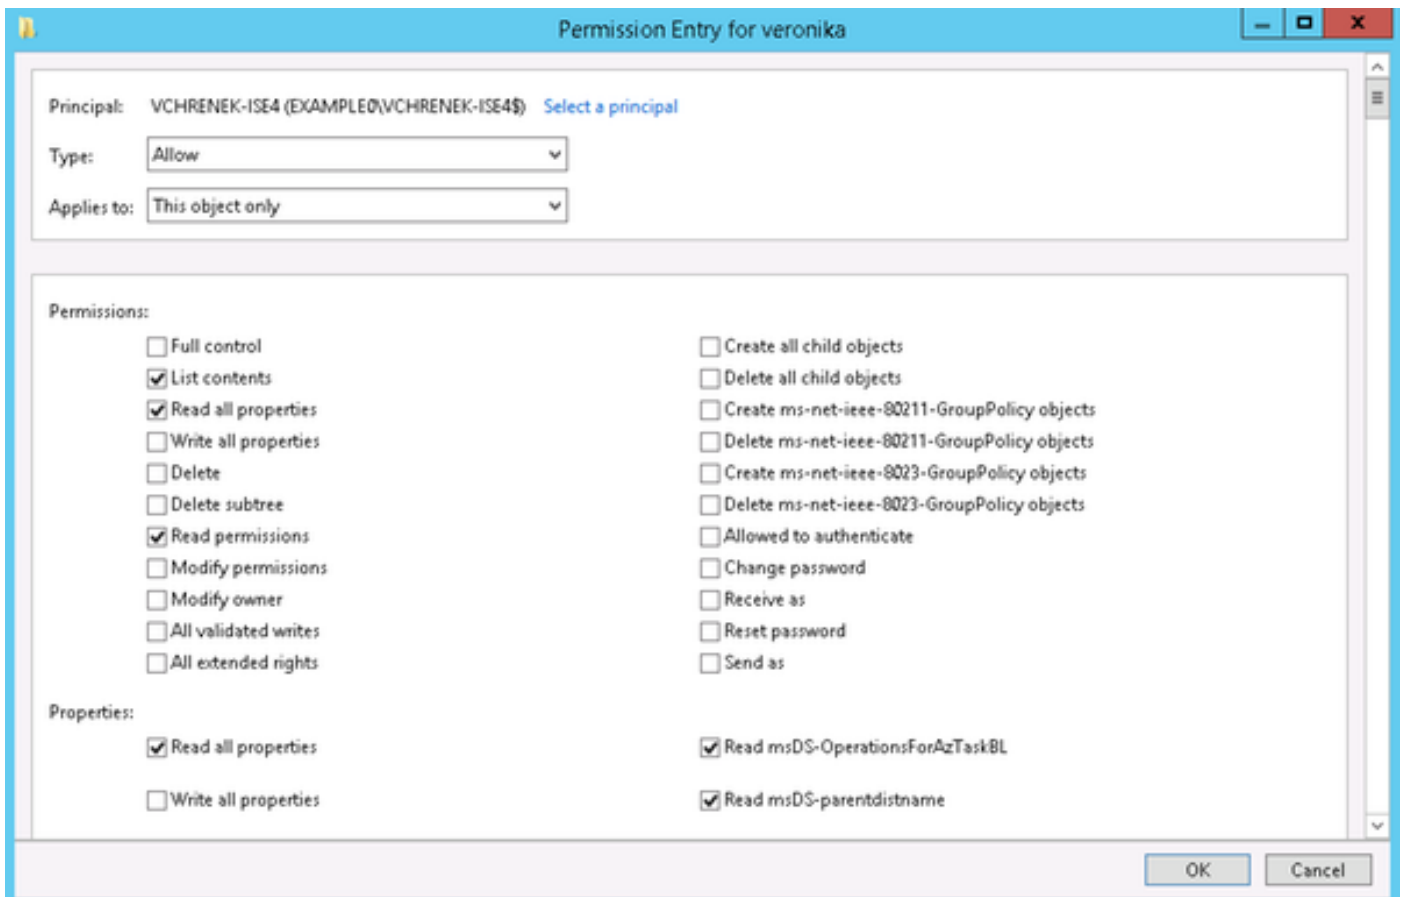 Permission Entry for veronika
Principal: VCHRENEK-ISE4 (EXAMPLE0\VCHRENEK-ISE4$) Select a principal
Type: Allow
Applies to: This object only
Permissions:
Full control
List contents
Read all properties
Write all properties
Delete
Delete subtree
Read permissions
Modify permissions
Modify owner
All validated writes
All extended rights
Create all child objects
Delete all child objects
Create ms-net-ieee-80211-GroupPolicy objects
Delete ms-net-ieee-80211-GroupPolicy objects
Create ms-net-ieee-8023-GroupPolicy objects
Delete ms-net-ieee-8023-GroupPolicy objects
Allowed to authenticate
Change password
Receive as
Reset password
Send as
Properties:
Read all properties
Write all properties
Read msDS-OperationsForAzTaskBL
Read msDS-parentdistname
OK
Cancel